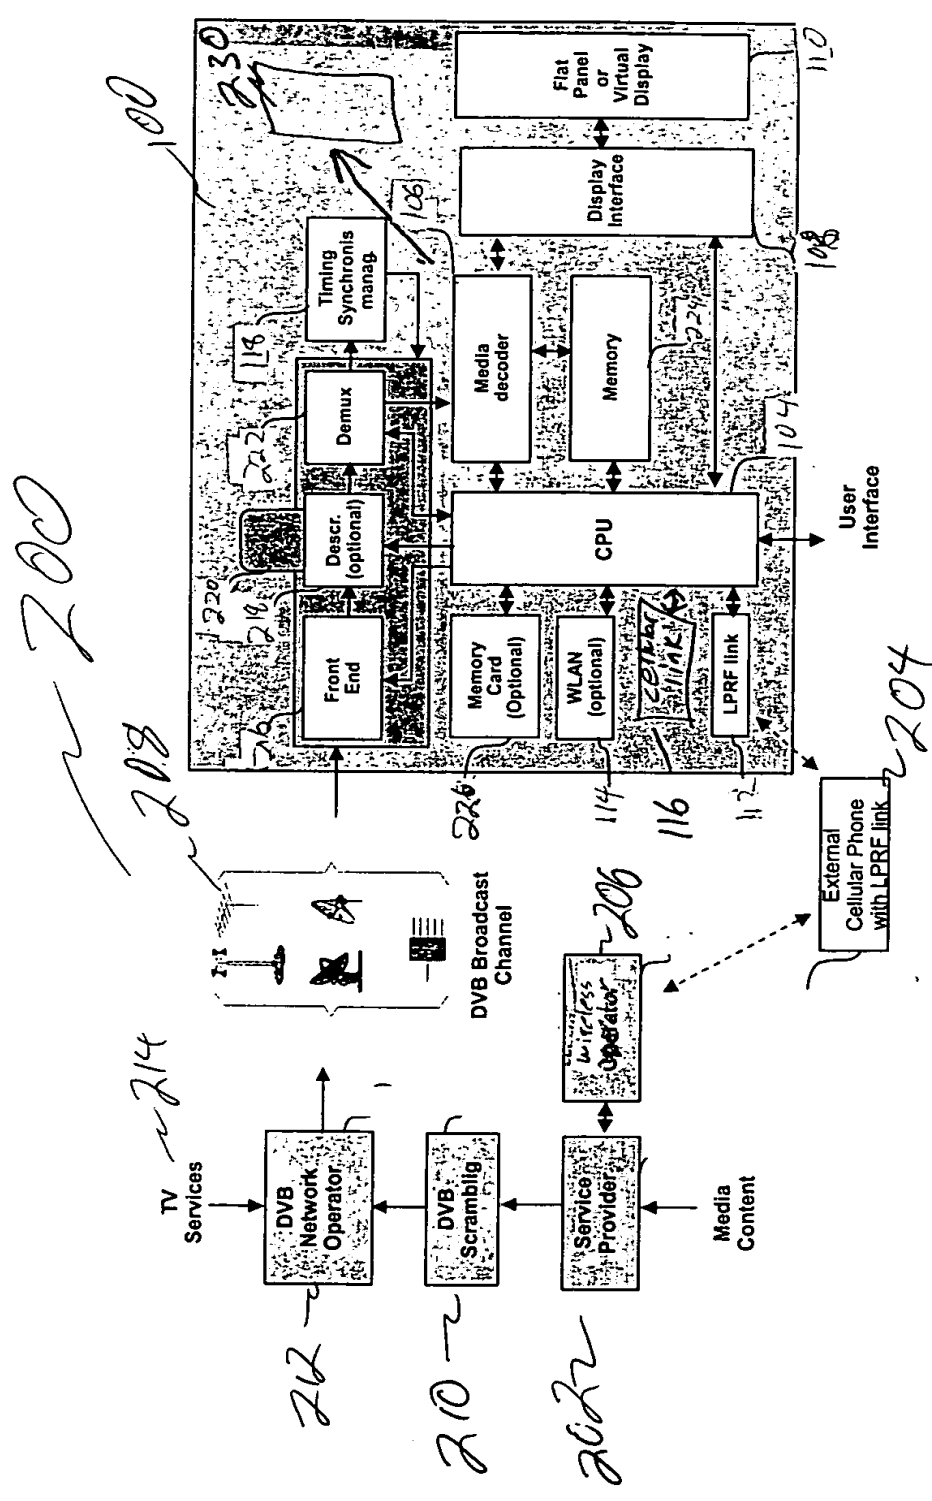 200
TV
Services
214
DVB
Network
Operator
212
DVB
Scramblig
210
Service
Provider
202
Media
Content
wireless
Operator
206
208
DVB Broadcast
Channel
External
Cellular Phone
with LPRF link
204
100
230
Front
End
216
Descr.
(optional)
218
220
Demux
222
Timing
Synchronis
manag.
118
106
Media
decoder
Memory
224
CPU
104
Memory
Card
(Optional)
226
WLAN
(optional)
114
cellular
link
116
LPRF link
112
User
Interface
Display
Interface
108
Flat
Panel
or
Virtual
Display
110